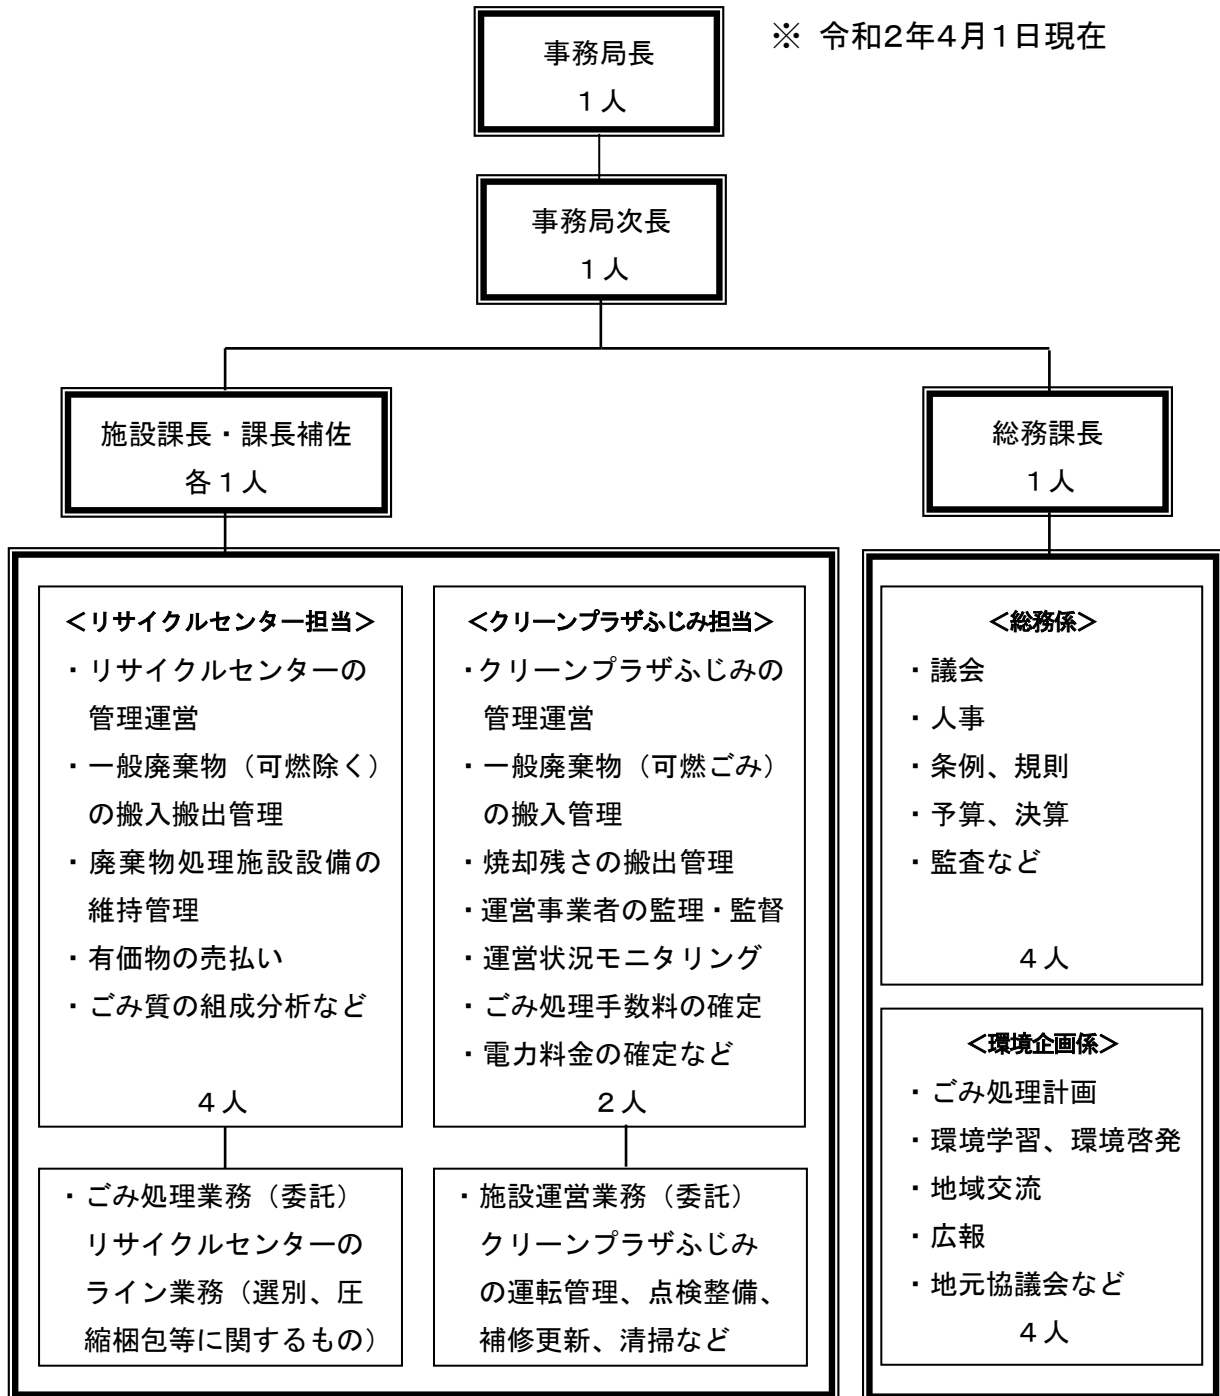 ※ 令和2年4月1日現在
事務局長
1人
事務局次長
1人
施設課長・課長補佐
各1人
総務課長
1人
＜リサイクルセンター担当＞
・リサイクルセンターの
管理運営
・一般廃棄物（可燃除く）
の搬入搬出管理
・廃棄物処理施設設備の
維持管理
・有価物の売払い
・ごみ質の組成分析など
4人
・ごみ処理業務（委託）
リサイクルセンターの
ライン業務（選別、圧
縮梱包等に関するもの）
＜クリーンプラザふじみ担当＞
・クリーンプラザふじみの
管理運営
・一般廃棄物（可燃ごみ）
の搬入管理
・焼却残さの搬出管理
・運営事業者の監理・監督
・運営状況モニタリング
・ごみ処理手数料の確定
・電力料金の確定など
2人
・施設運営業務（委託）
クリーンプラザふじみ
の運転管理、点検整備、
補修更新、清掃など
＜総務係＞
・議会
・人事
・条例、規則
・予算、決算
・監査など
4人
＜環境企画係＞
・ごみ処理計画
・環境学習、環境啓発
・地域交流
・広報
・地元協議会など
4人